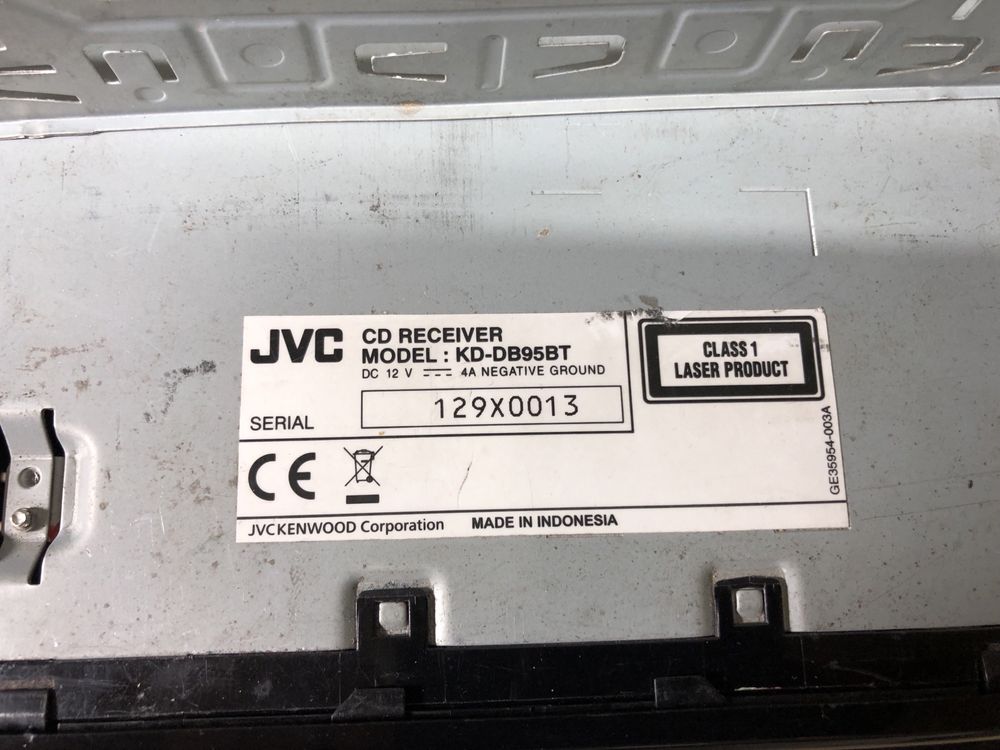 JVC
CD RECEIVER
MODEL : KD-DB95BT
DC 12 V ⎓ 4A NEGATIVE GROUND
SERIAL
129X0013
CLASS 1
LASER PRODUCT
GE35954-003A
CE
JVCKENWOOD Corporation
MADE IN INDONESIA